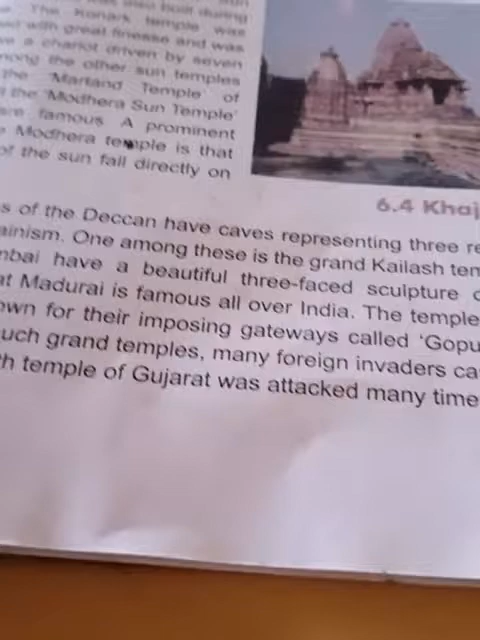 The Konark temple was
with great finesse and was
a chariot driven by seven
among the other sun temples
the 'Martand Temple' of
the 'Modhera Sun Temple'
are famous A prominent
Modhera temple is that
of the sun fall directly on
6.4 Khaj
s of the Deccan have caves representing three re
ainism. One among these is the grand Kailash tem
nbai have a beautiful three-faced sculpture
at Madurai is famous all over India. The temple
own for their imposing gateways called 'Gopu
uch grand temples, many foreign invaders ca
th temple of Gujarat was attacked many time